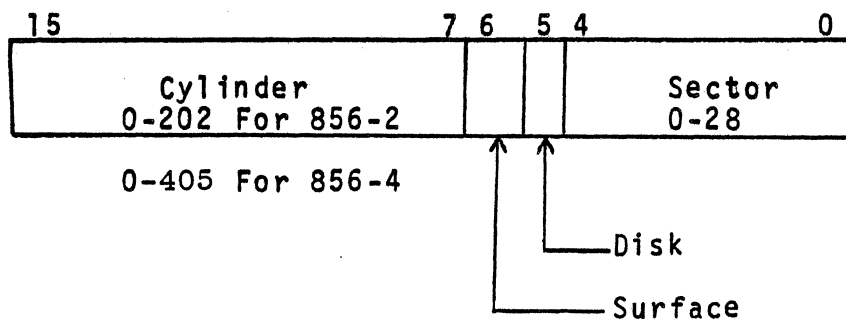 15 7 6 5 4 0
Cylinder Sector
0-202 For 856-2 0-28
0-405 For 856-4
Disk
Surface